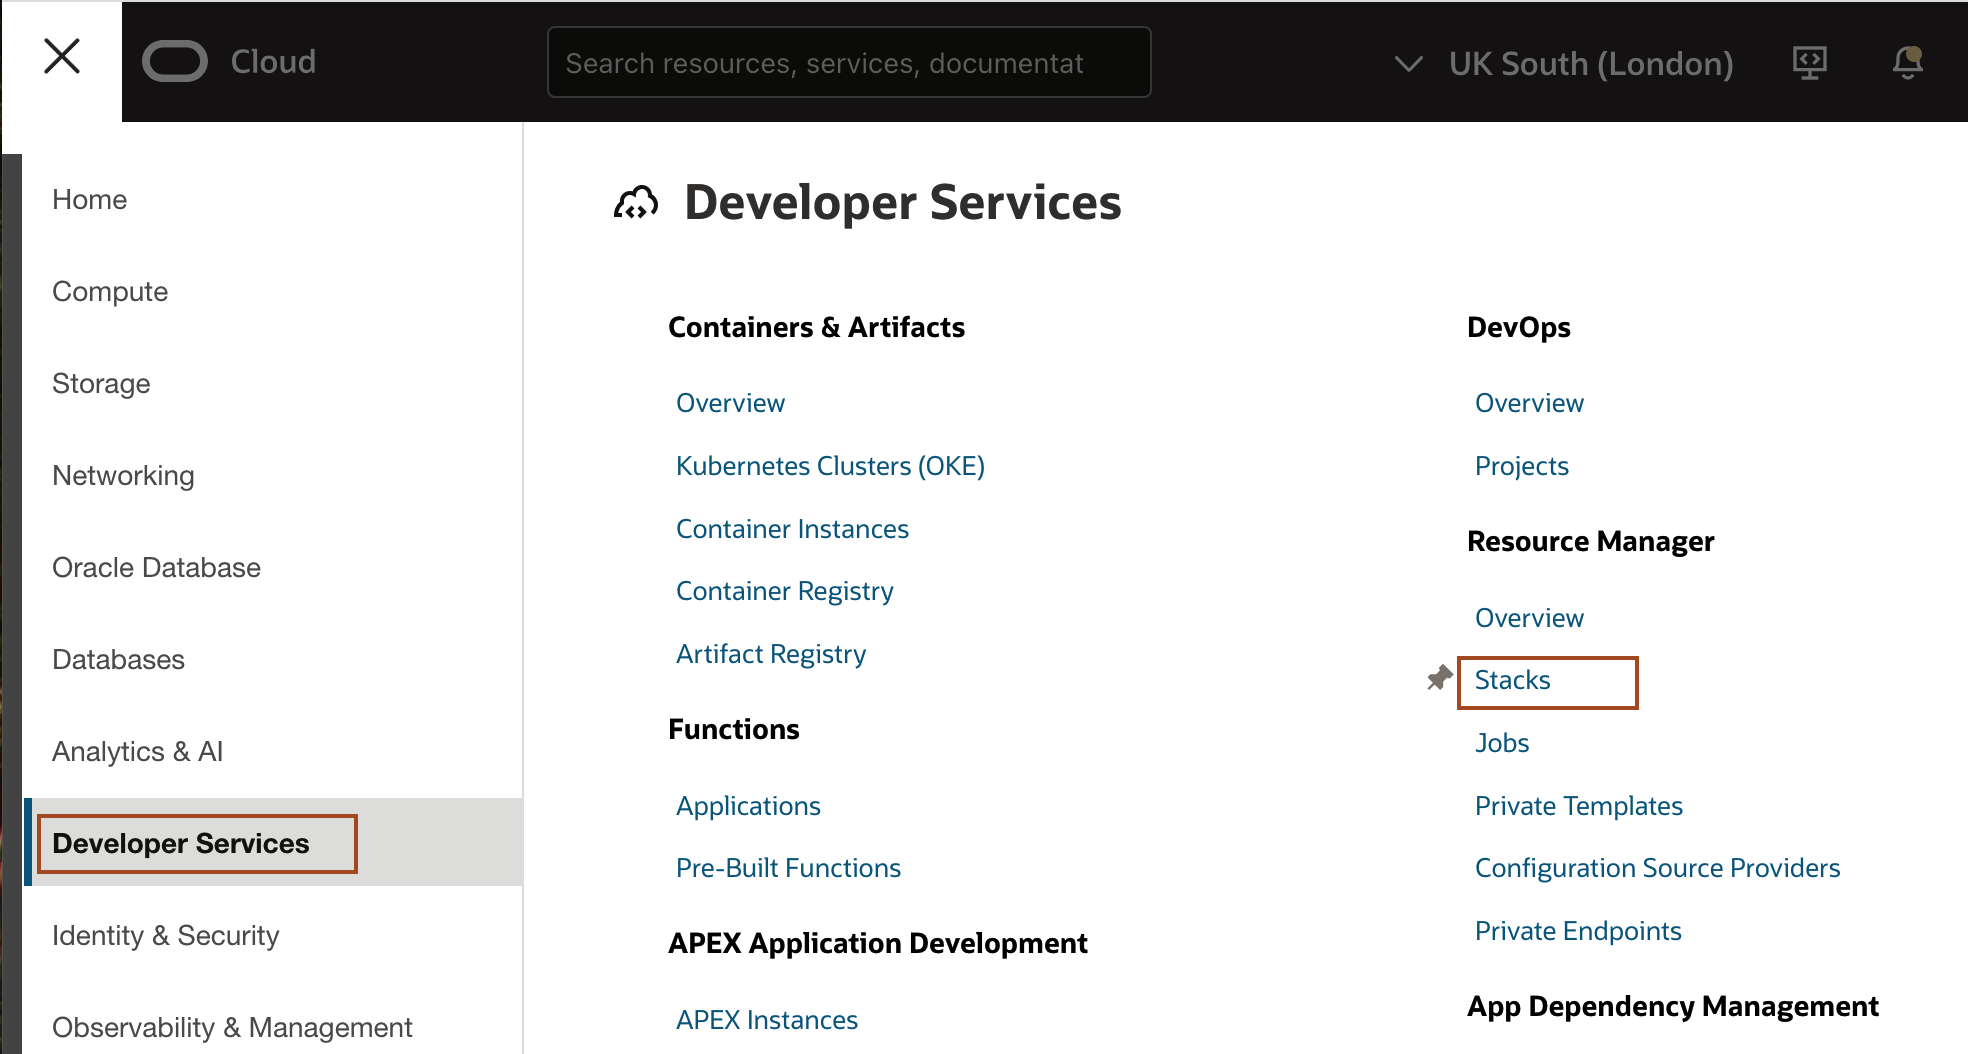 Cloud
Search resources, services, documentat
UK South (London)
Home
Compute
Storage
Networking
Oracle Database
Databases
Analytics & AI
Developer Services
Identity & Security
Observability & Management
Developer Services
Containers & Artifacts
Overview
Kubernetes Clusters (OKE)
Container Instances
Container Registry
Artifact Registry
Functions
Applications
Pre-Built Functions
APEX Application Development
APEX Instances
DevOps
Overview
Projects
Resource Manager
Overview
Stacks
Jobs
Private Templates
Configuration Source Providers
Private Endpoints
App Dependency Management